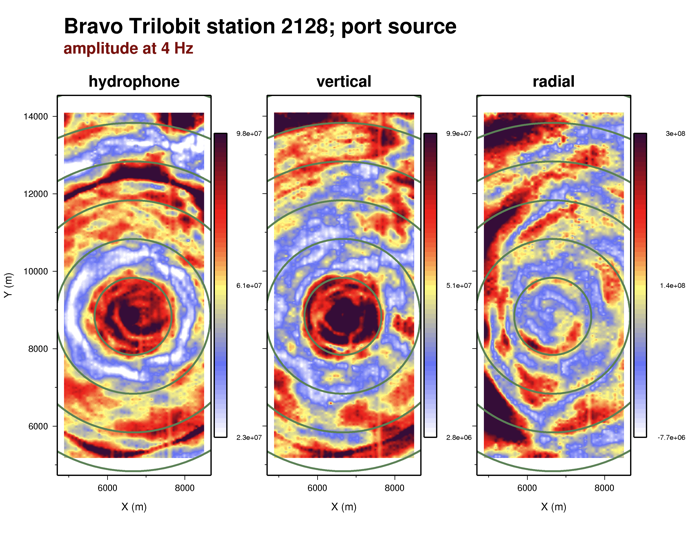 Bravo Trilobit station 2128; port source
amplitude at 4 Hz
hydrophone
vertical
radial
14000
12000
10000
8000
6000
Y (m)
9.8e+07
6.1e+07
2.3e+07
9.9e+07
5.1e+07
2.8e+06
3e+08
1.4e+08
-7.7e+06
6000 8000
6000 8000
6000 8000
X (m)
X (m)
X (m)